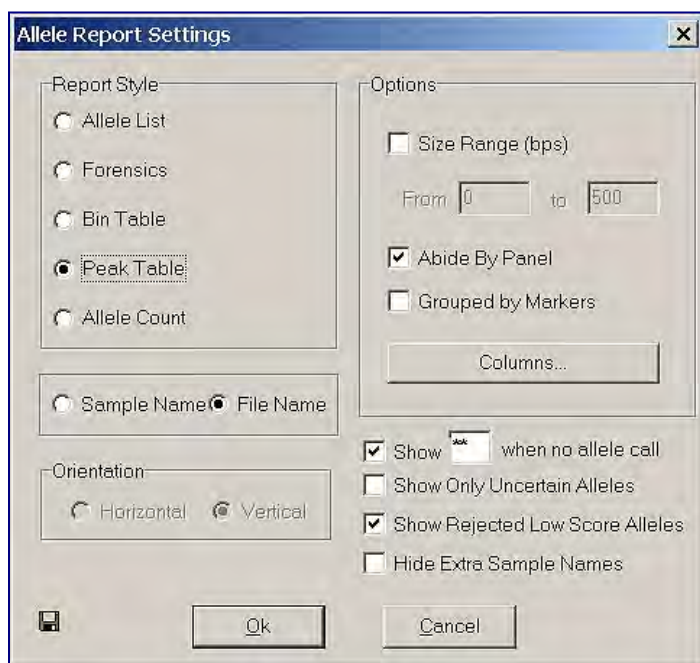 Allele Report Settings
Report Style
Allele List
Forensics
Bin Table
Peak Table
Allele Count
Sample Name File Name
Orientation
Horizontal Vertical
Options
Size Range (bps)
From 0 to 500
Abide By Panel
Grouped by Markers
Columns...
Show ** when no allele call
Show Only Uncertain Alleles
Show Rejected Low Score Alleles
Hide Extra Sample Names
Ok Cancel